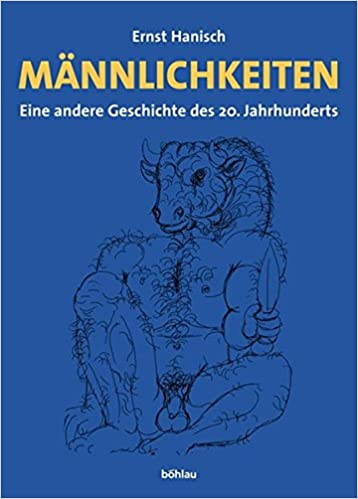 Ernst Hanisch
MÄNNLICHKEITEN
Eine andere Geschichte des 20. Jahrhunderts
böhlau